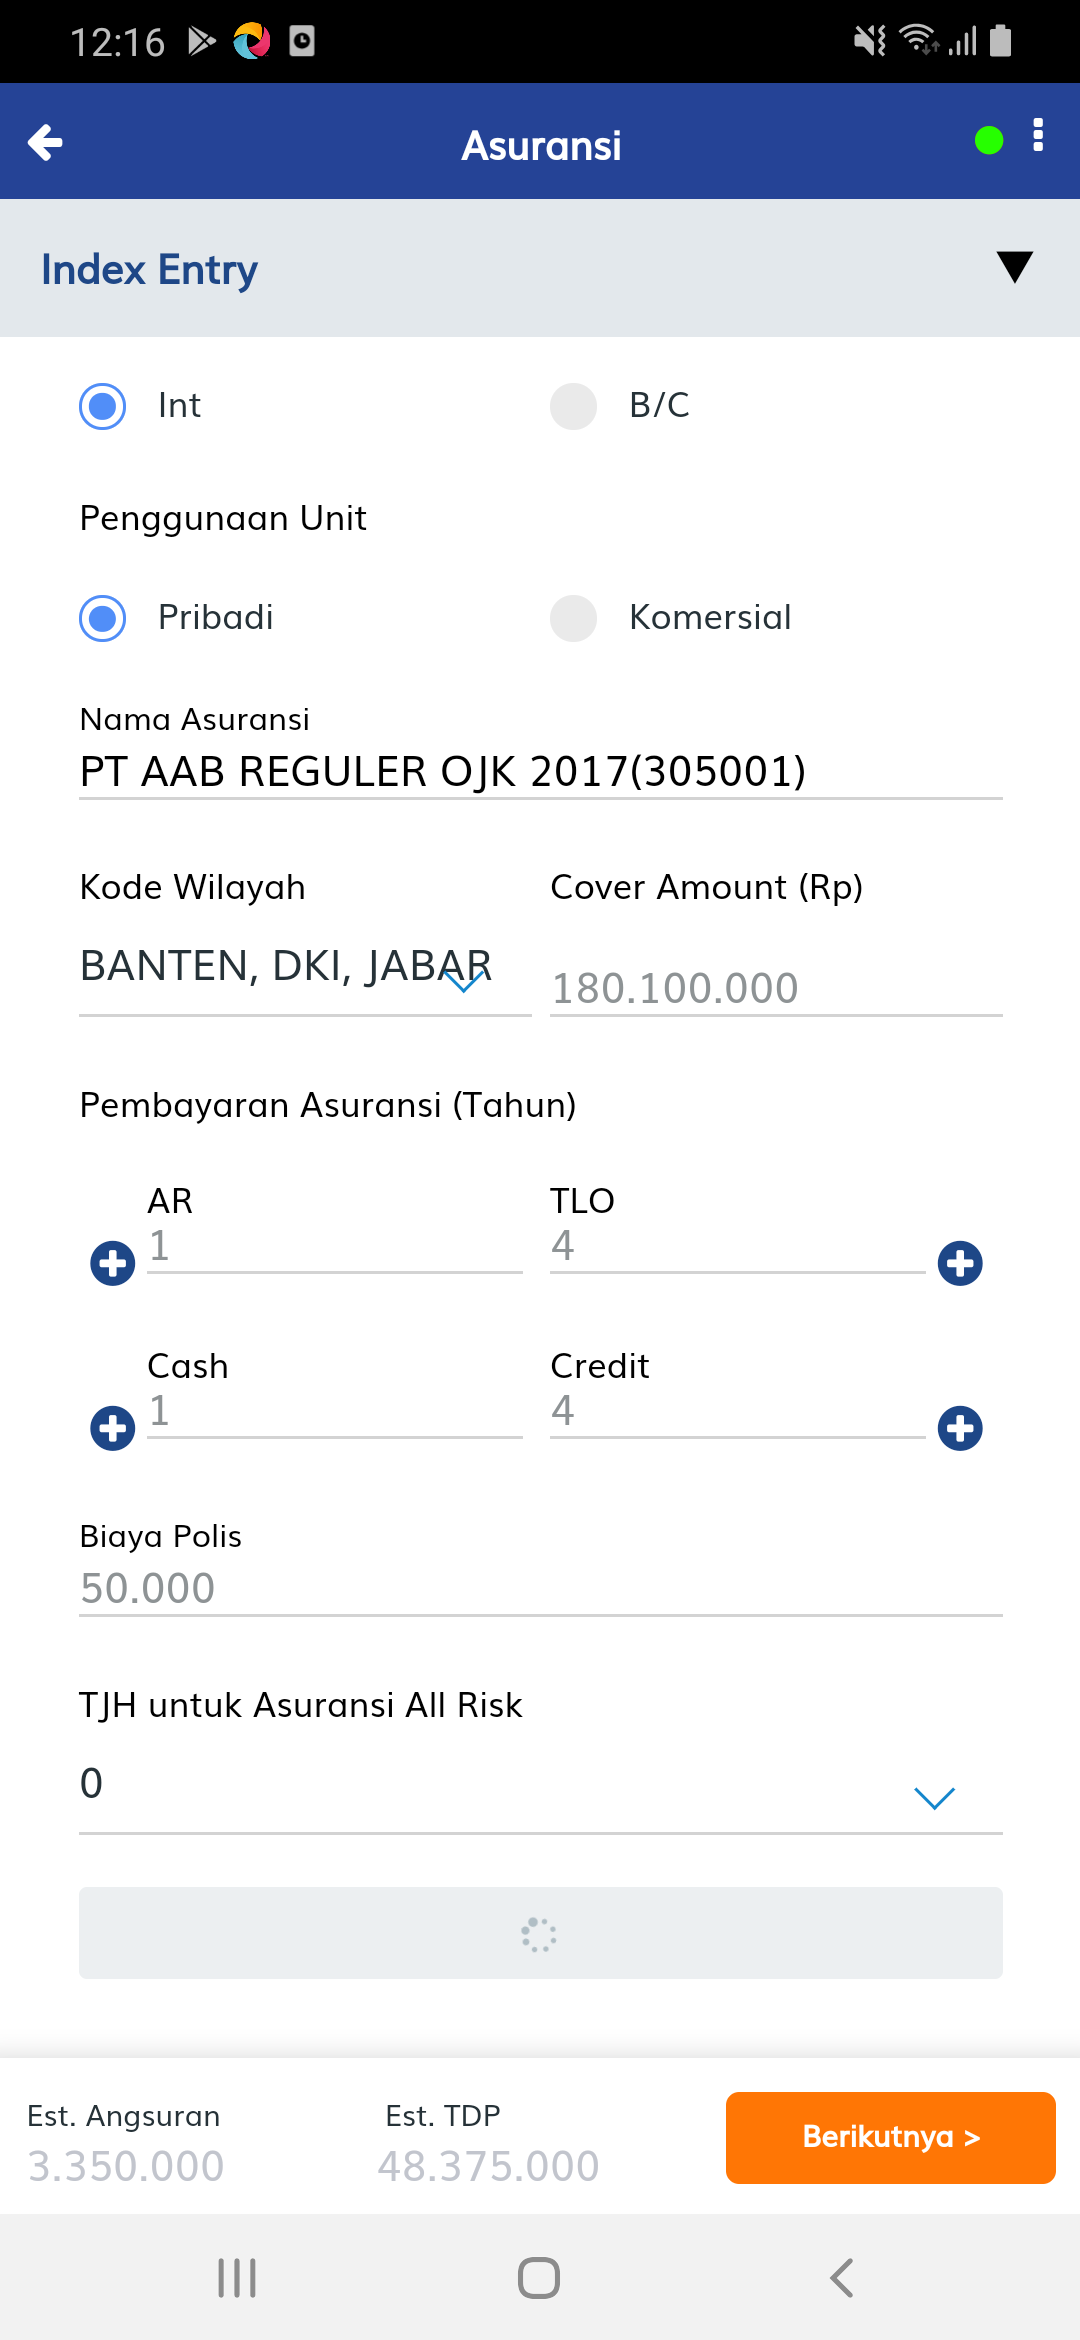 12:16
Asuransi
Index Entry
Int B/C
Penggunaan Unit
Pribadi Komersial
Nama Asuransi
PT AAB REGULER OJK 2017(305001)
Kode Wilayah Cover Amount (Rp)
BANTEN, DKI, JABAR 180.100.000
Pembayaran Asuransi (Tahun)
AR TLO
1 4
Cash Credit
1 4
Biaya Polis
50.000
TJH untuk Asuransi All Risk
0
Est. Angsuran Est. TDP
3.350.000 48.375.000
Berikutnya >